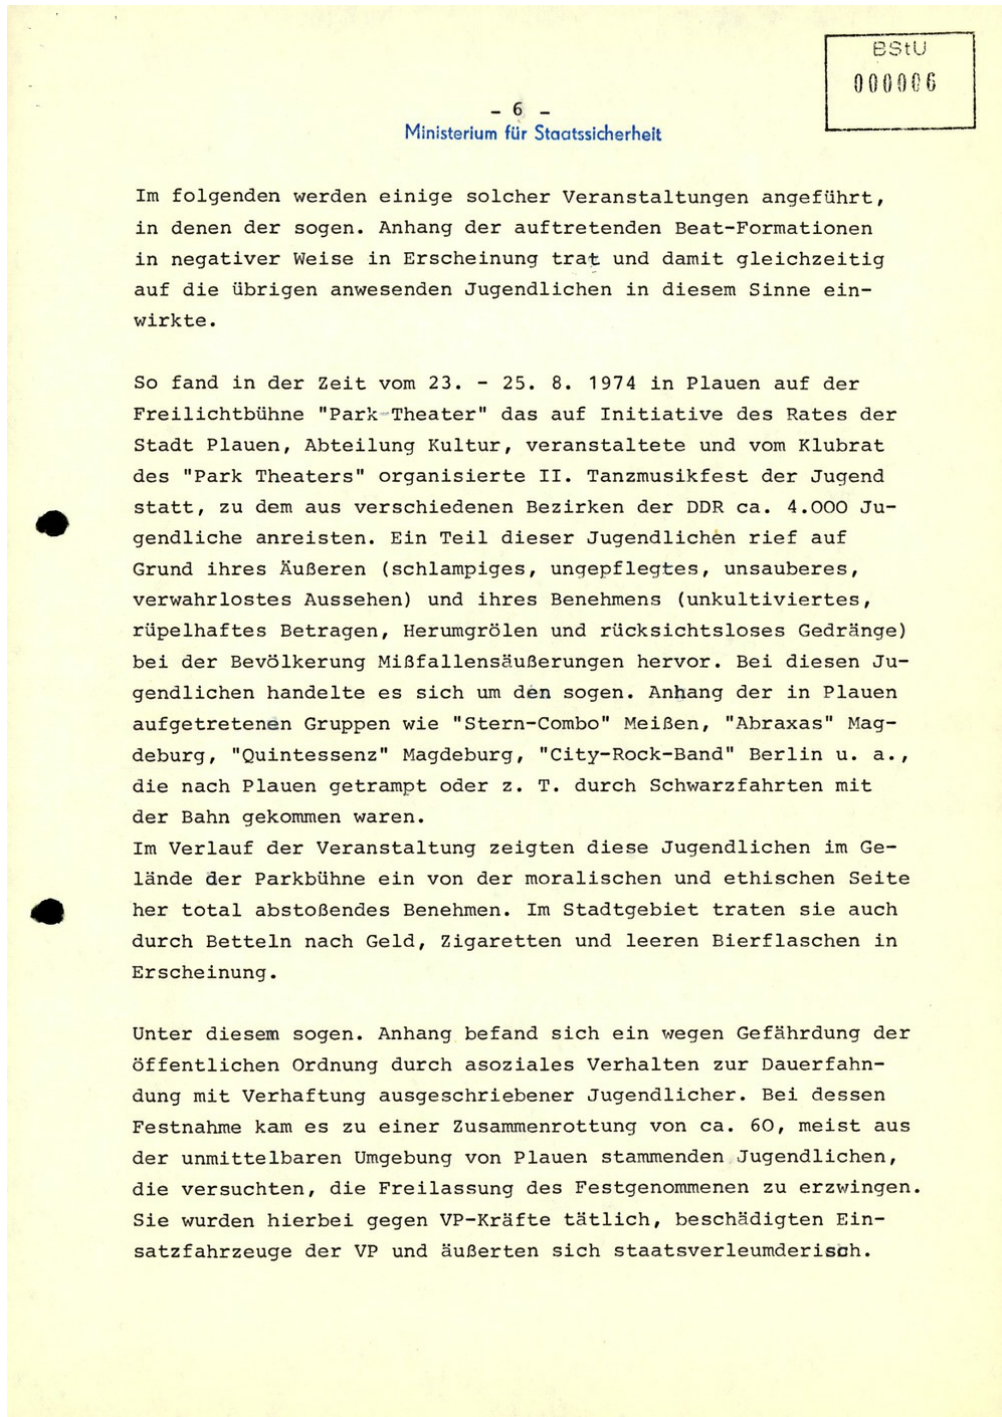 BStU
000006
- 6 -
Ministerium für Staatssicherheit
Im folgenden werden einige solcher Veranstaltungen angeführt,
in denen der sogen. Anhang der auftretenden Beat-Formationen
in negativer Weise in Erscheinung trat und damit gleichzeitig
auf die übrigen anwesenden Jugendlichen in diesem Sinne ein-
wirkte.
So fand in der Zeit vom 23. - 25. 8. 1974 in Plauen auf der
Freilichtbühne "Park-Theater" das auf Initiative des Rates der
Stadt Plauen, Abteilung Kultur, veranstaltete und vom Klubrat
des "Park Theaters" organisierte II. Tanzmusikfest der Jugend
statt, zu dem aus verschiedenen Bezirken der DDR ca. 4.000 Ju-
gendliche anreisten. Ein Teil dieser Jugendlichen rief auf
Grund ihres Äußeren (schlampiges, ungepflegtes, unsauberes,
verwahrlostes Aussehen) und ihres Benehmens (unkultiviertes,
rüpelhaftes Betragen, Herumgrölen und rücksichtsloses Gedränge)
bei der Bevölkerung Mißfallensäußerungen hervor. Bei diesen Ju-
gendlichen handelte es sich um den sogen. Anhang der in Plauen
aufgetretenen Gruppen wie "Stern-Combo" Meißen, "Abraxas" Mag-
deburg, "Quintessenz" Magdeburg, "City-Rock-Band" Berlin u. a.,
die nach Plauen getrampt oder z. T. durch Schwarzfahrten mit
der Bahn gekommen waren.
Im Verlauf der Veranstaltung zeigten diese Jugendlichen im Ge-
lände der Parkbühne ein von der moralischen und ethischen Seite
her total abstoßendes Benehmen. Im Stadtgebiet traten sie auch
durch Betteln nach Geld, Zigaretten und leeren Bierflaschen in
Erscheinung.
Unter diesem sogen. Anhang befand sich ein wegen Gefährdung der
öffentlichen Ordnung durch asoziales Verhalten zur Dauerfahn-
dung mit Verhaftung ausgeschriebener Jugendlicher. Bei dessen
Festnahme kam es zu einer Zusammenrottung von ca. 60, meist aus
der unmittelbaren Umgebung von Plauen stammenden Jugendlichen,
die versuchten, die Freilassung des Festgenommenen zu erzwingen.
Sie wurden hierbei gegen VP-Kräfte tätlich, beschädigten Ein-
satzfahrzeuge der VP und äußerten sich staatsverleumderisch.